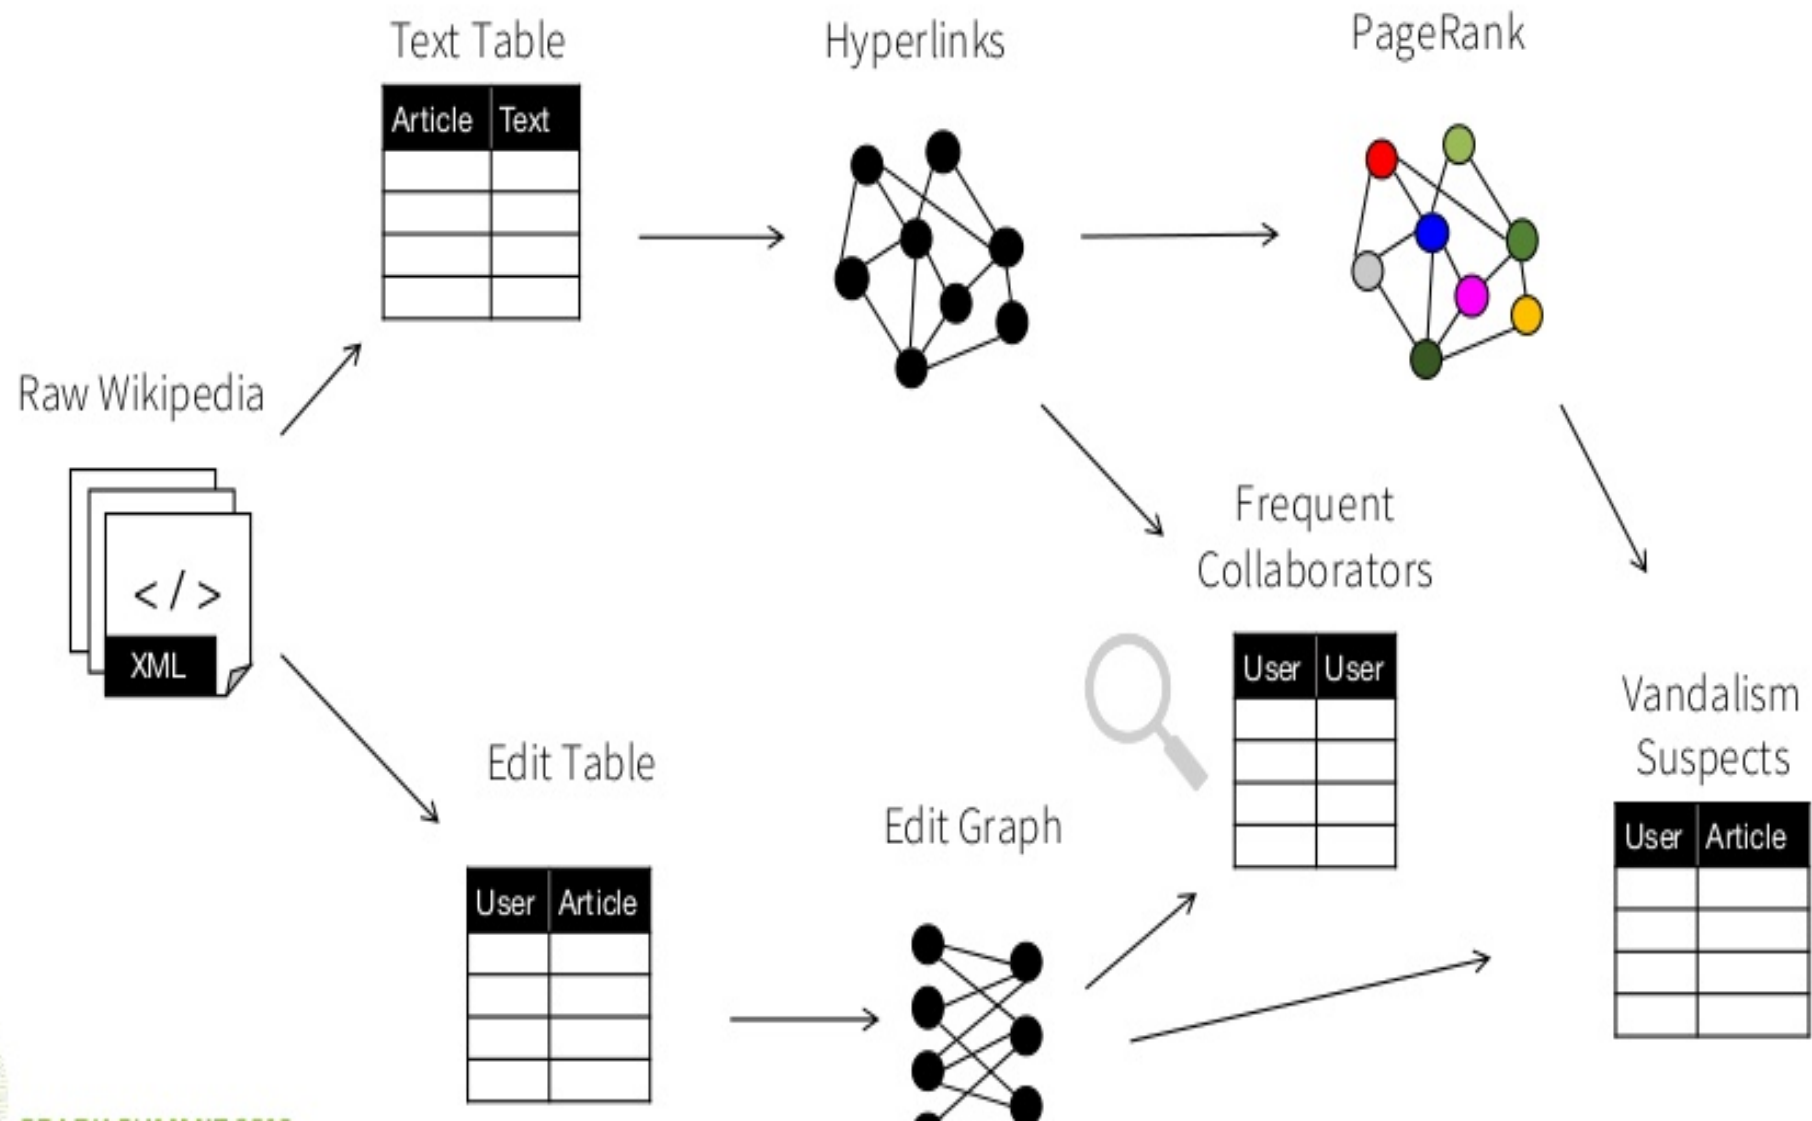 Text Table
Hyperlinks
PageRank
Article Text
Raw Wikipedia
</>
XML
Frequent
Collaborators
User User
Vandalism
Suspects
User Article
Edit Table
User Article
Edit Graph